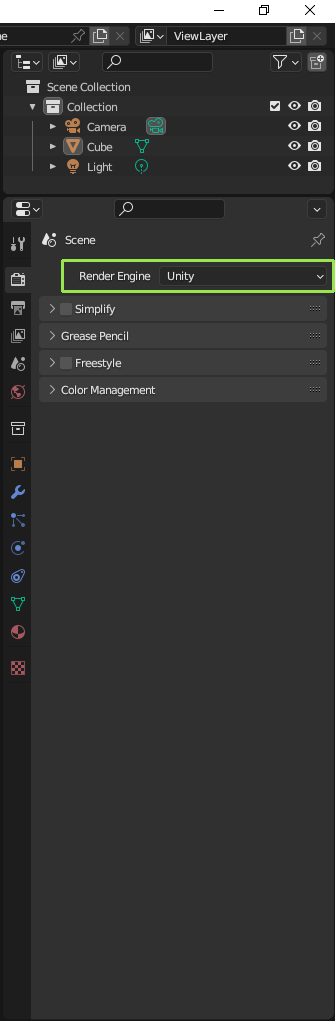 ne
ViewLayer
Scene Collection
Collection
Camera
Cube
Light
Scene
Render Engine Unity
Simplify
Grease Pencil
Freestyle
Color Management